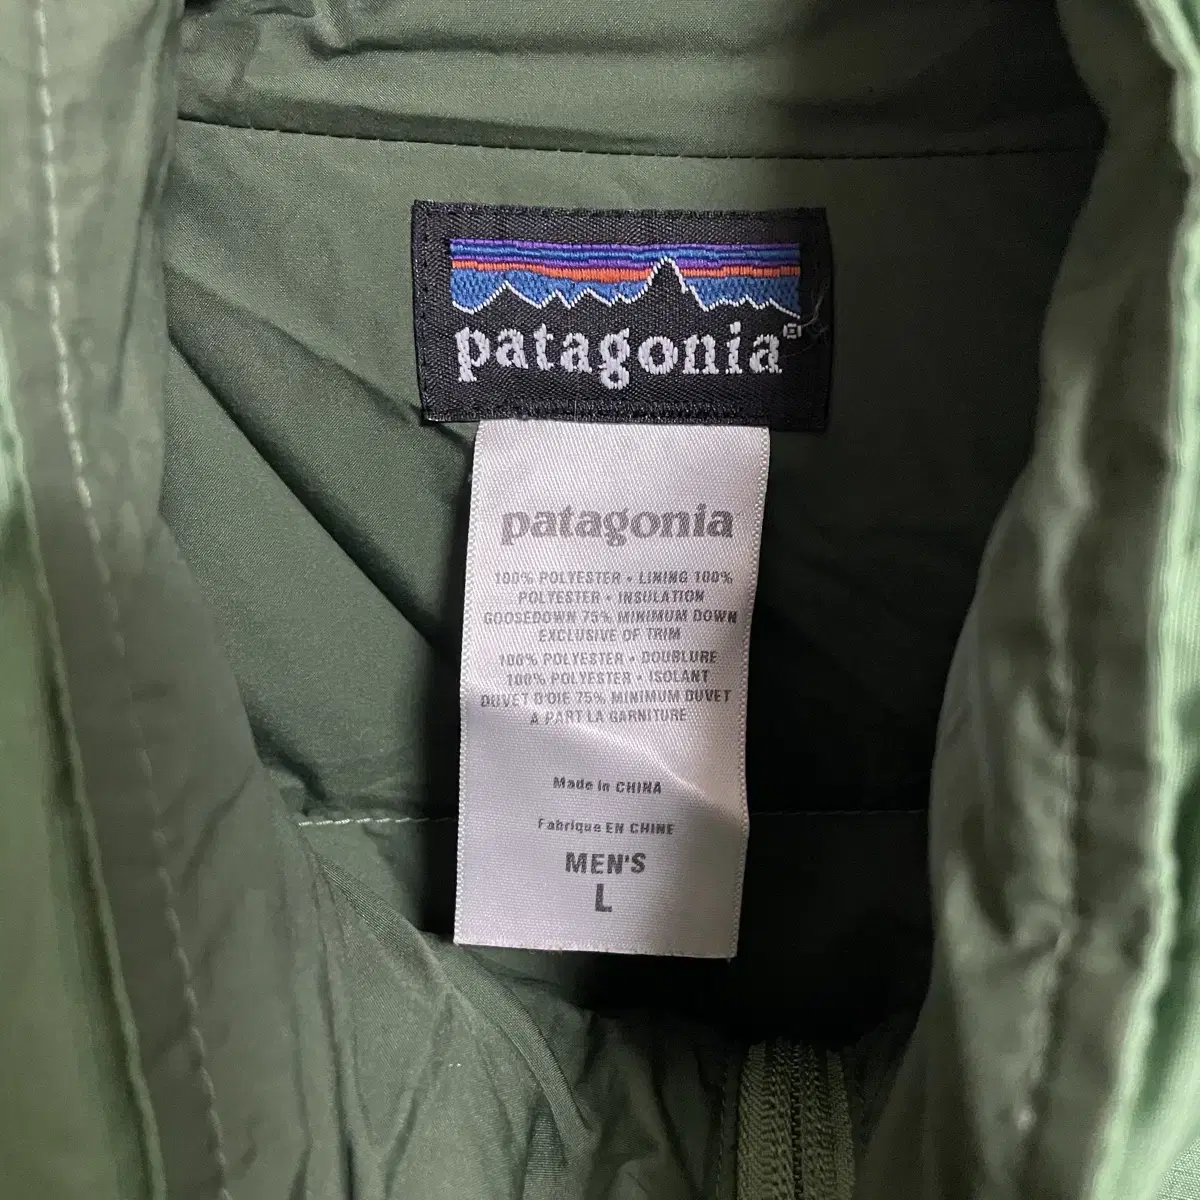 patagonia®
patagonia
100% POLYESTER • LINING 100%
POLYESTER • INSULATION
GOOSEDOWN 75% MINIMUM DOWN
EXCLUSIVE OF TRIM
100% POLYESTER • DOUBLURE
100% POLYESTER • ISOLANT
DUVET D'OIE 75% MINIMUM DUVET
A PART LA GARNITURE
Made in CHINA
Fabrique EN CHINE
MEN'S
L